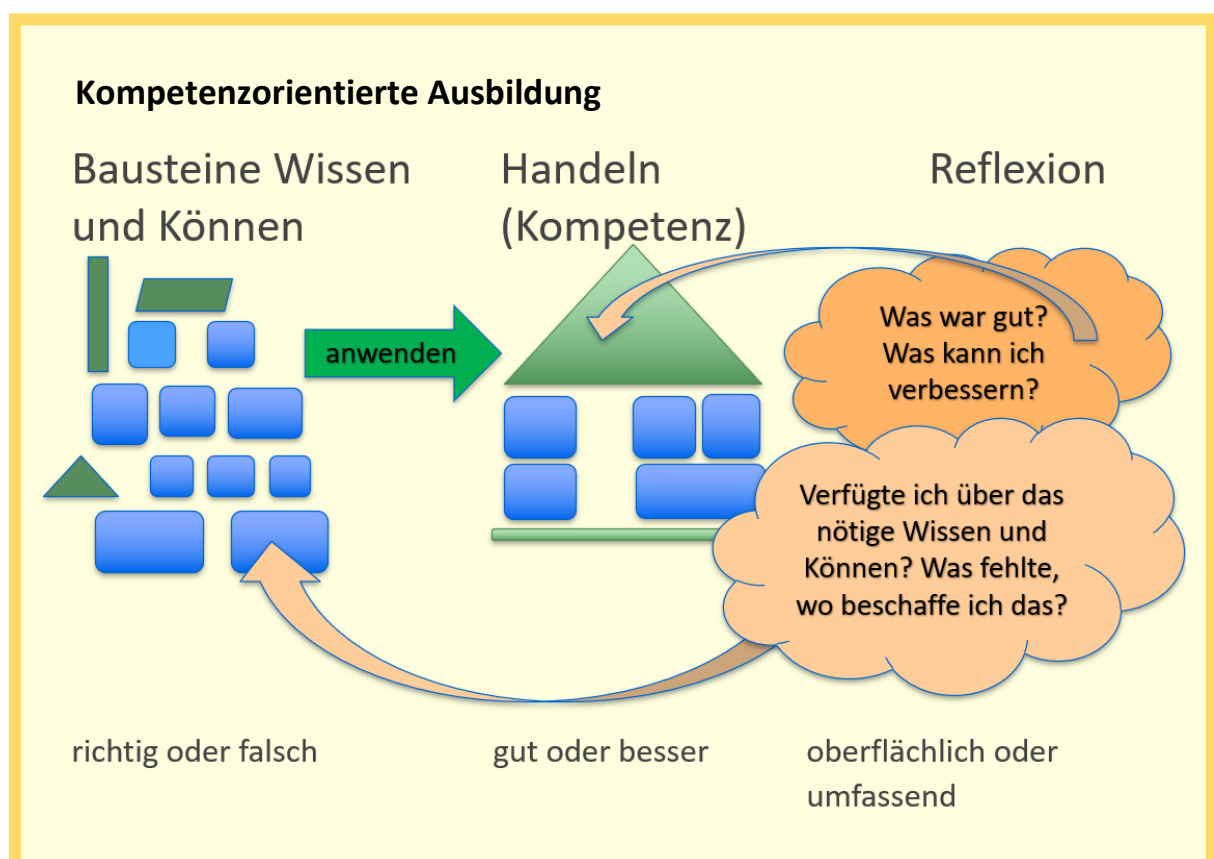 Kompetenzorientierte Ausbildung
Bausteine Wissen
und Können
Handeln
(Kompetenz)
Reflexion
anwenden
Was war gut?
Was kann ich
verbessern?
Verfügte ich über das
nötige Wissen und
Können? Was fehlte,
wo beschaffe ich das?
richtig oder falsch
gut oder besser
oberflächlich oder
umfassend